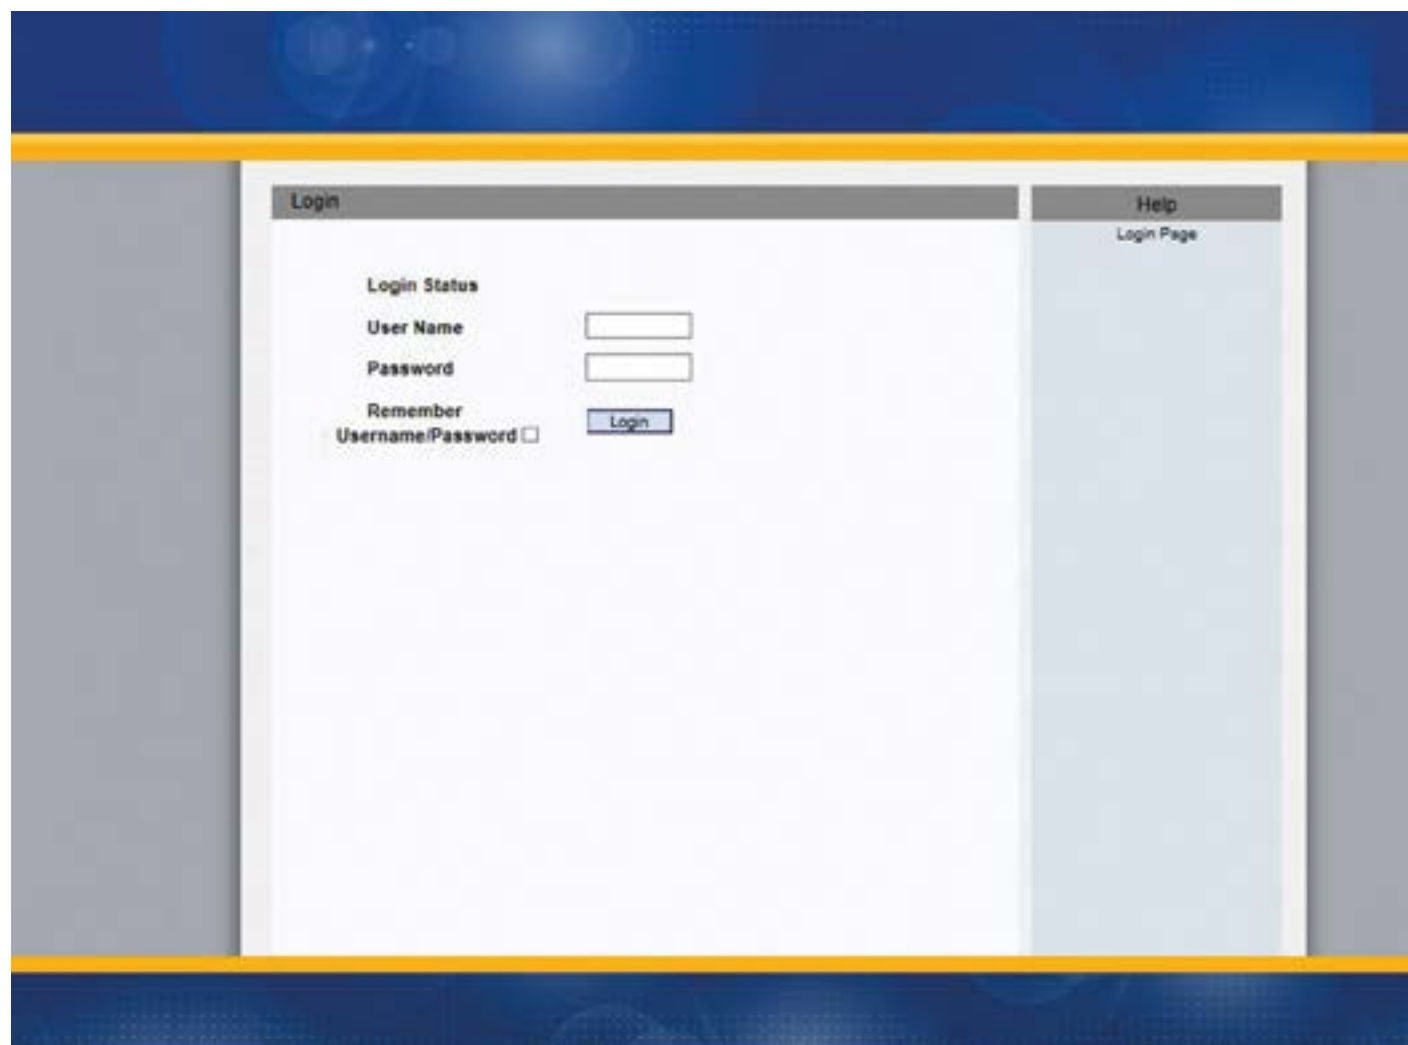 Login
Help
Login Page
Login Status
User Name
Password
Remember
Username/Password
Login